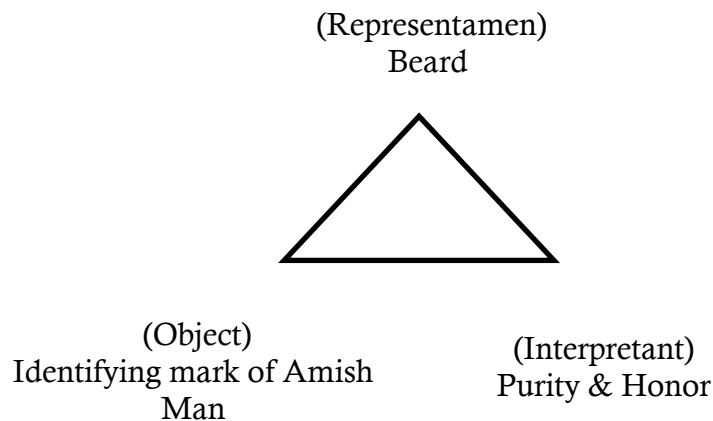 (Representamen)
Beard
(Object)
Identifying mark of Amish
Man
(Interpretant)
Purity & Honor